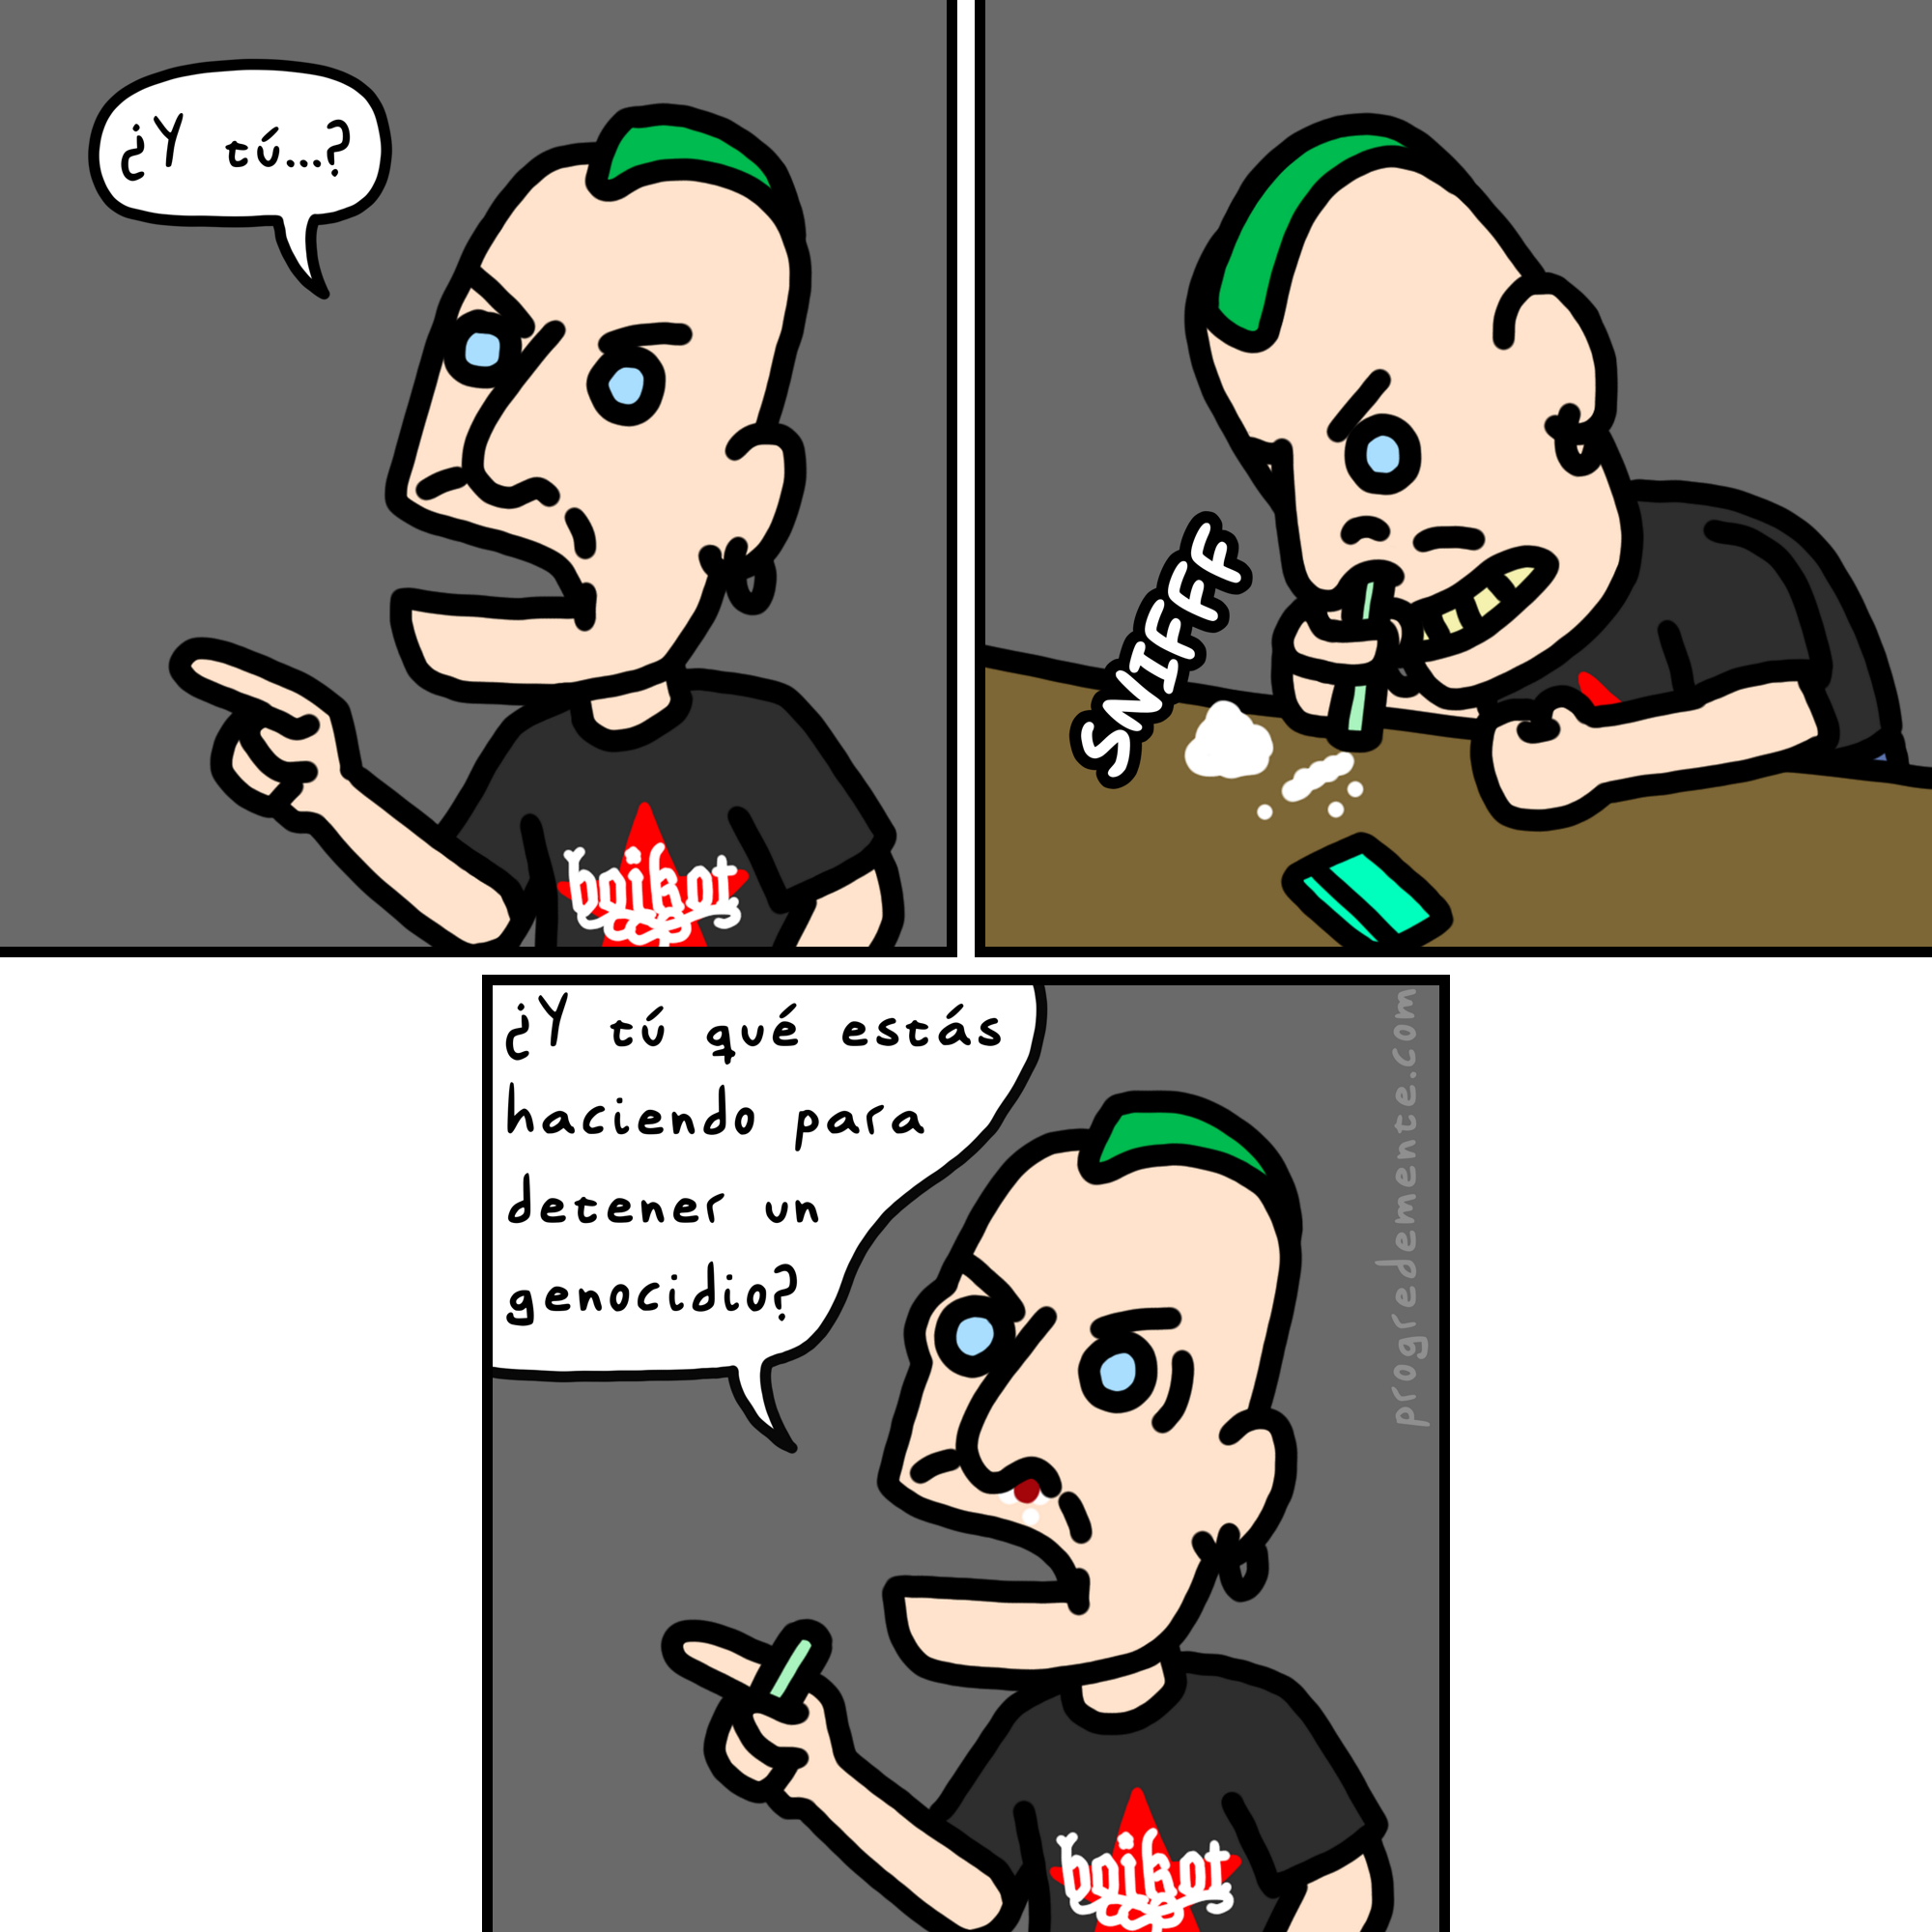 ¿Y tú...?
boikot
SNIFFF
¿Y tú qué estás
haciendo para
detener un
genocidio?
progredemente.com
boikot